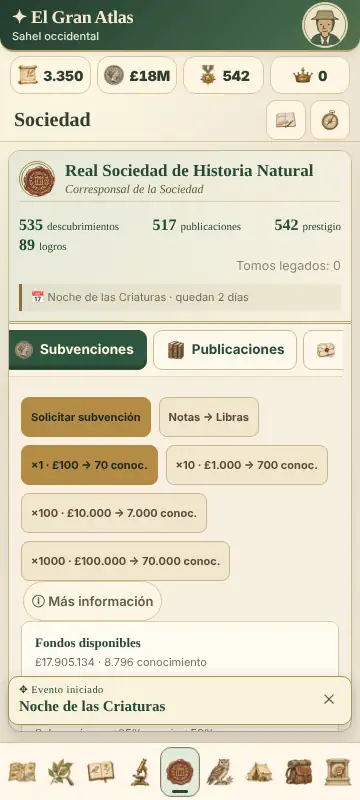 ✦ El Gran Atlas
Sahel occidental
3.350
£18M
542
0
Sociedad
Real Sociedad de Historia Natural
Corresponsal de la Sociedad
535 descubrimientos 517 publicaciones 542 prestigio
89 logros
Tomos legados: 0
📅 Noche de las Criaturas · quedan 2 días
Subvenciones
Publicaciones
Solicitar subvención
Notas → Libras
×1 · £100 → 70 conoc.
×10 · £1.000 → 700 conoc.
×100 · £10.000 → 7.000 conoc.
×1000 · £100.000 → 70.000 conoc.
ⓘ Más información
Fondos disponibles
£17.905.134 · 8.796 conocimiento
✥ Evento iniciado
Noche de las Criaturas
×